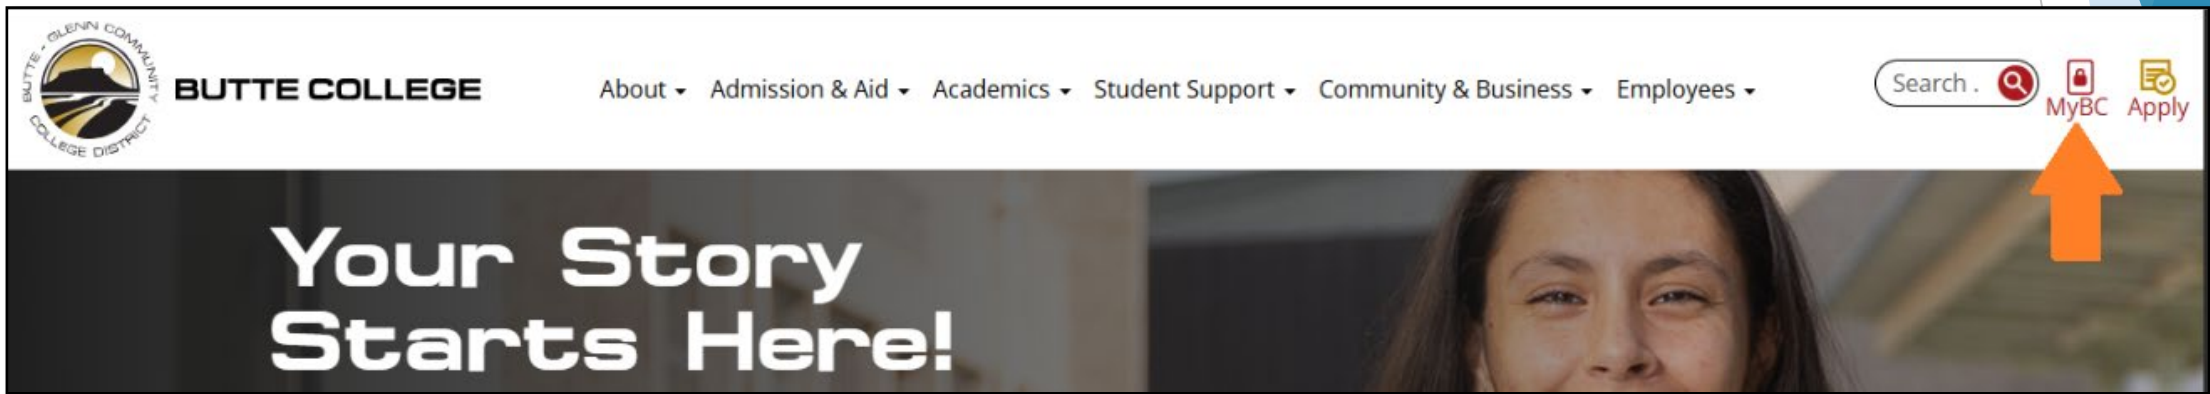 BUTTE - GLENN COMMUNITY
COLLEGE DISTRICT
BUTTE COLLEGE
About
Admission & Aid
Academics
Student Support
Community & Business
Employees
Search .
MyBC
Apply
Your Story
Starts Here!